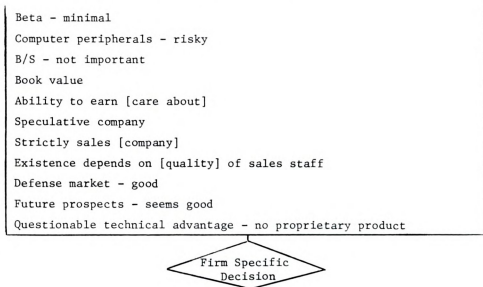 Beta - minimal
Computer peripherals - risky
B/S - not important
Book value
Ability to earn [care about]
Speculative company
Strictly sales [company]
Existence depends on [quality] of sales staff
Defense market - good
Future prospects - seems good
Questionable technical advantage - no proprietary product
Firm Specific
Decision